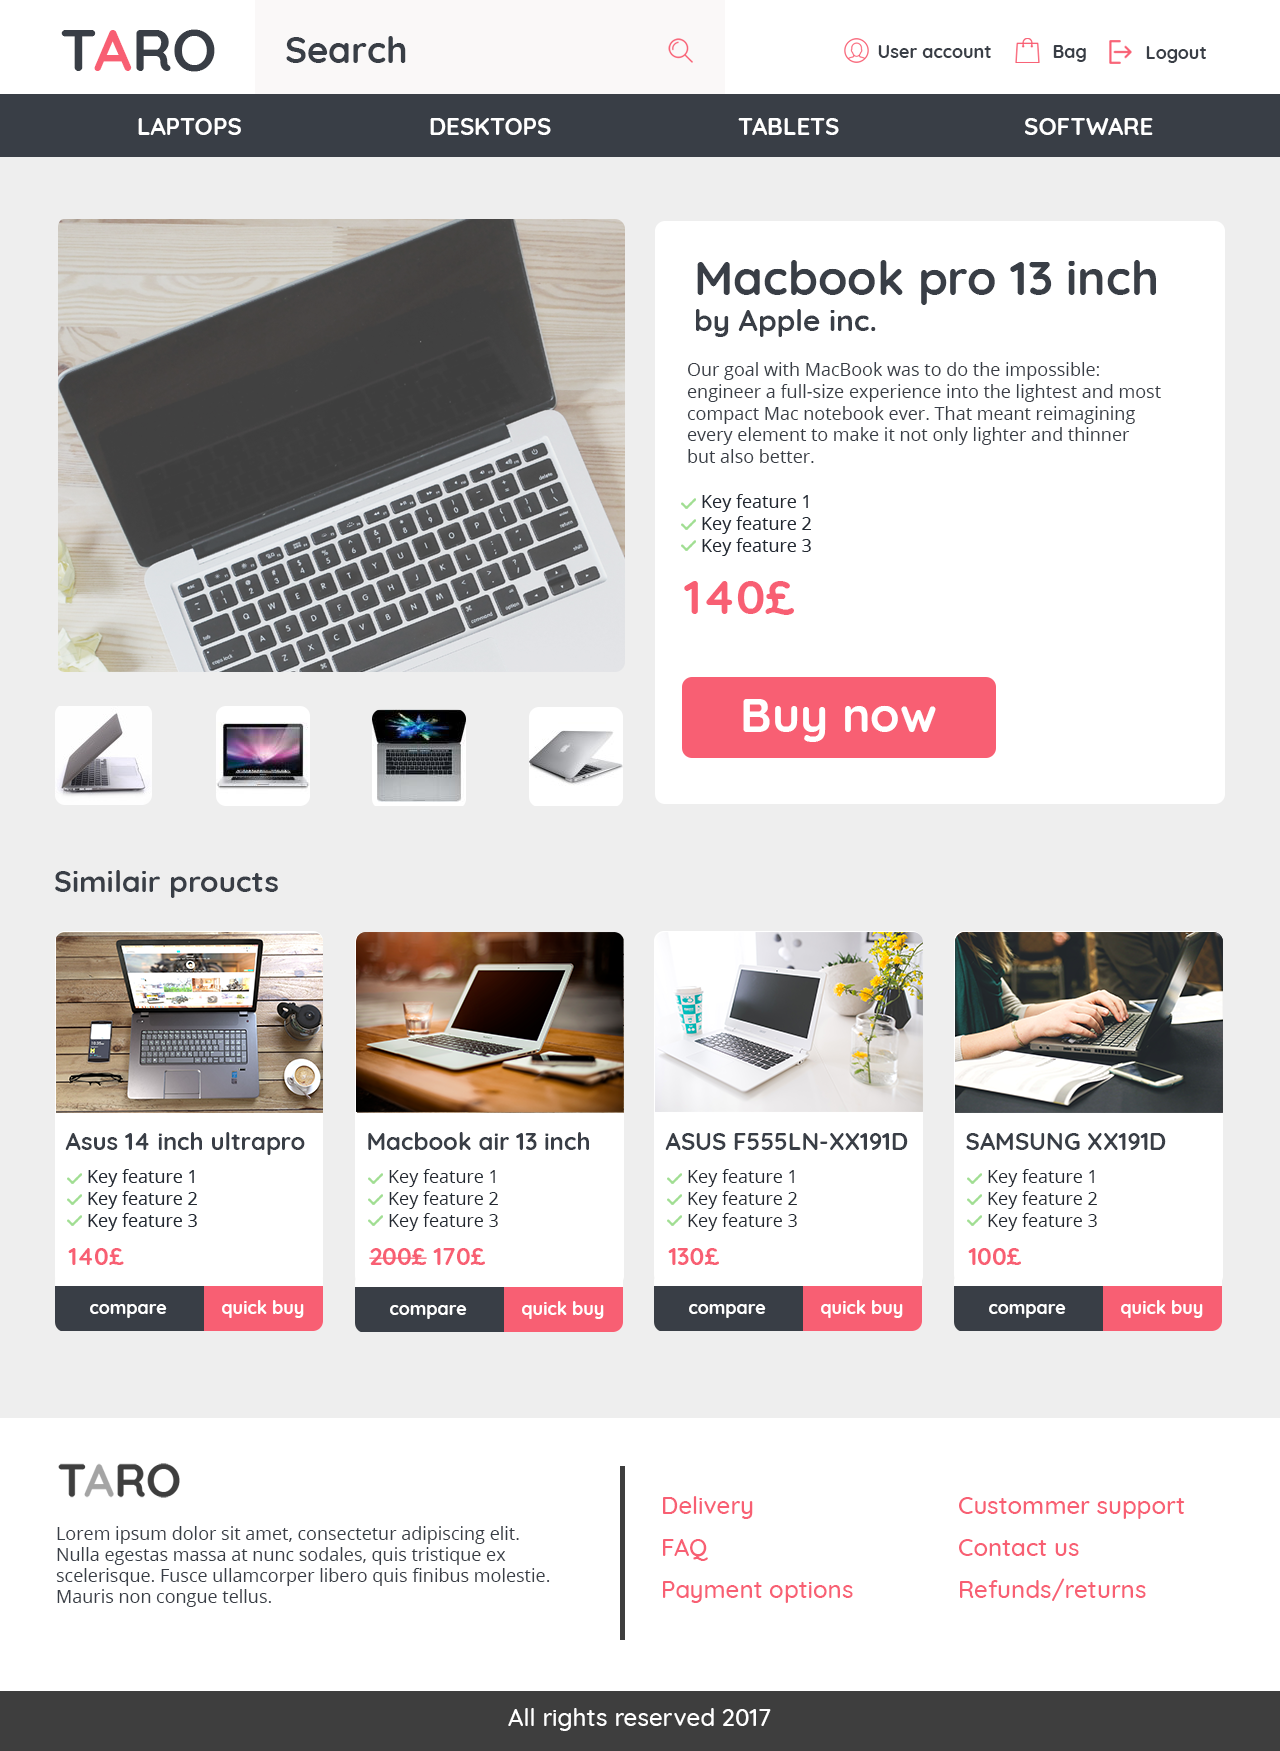 TARO
Search
User account
Bag
Logout
LAPTOPS
DESKTOPS
TABLETS
SOFTWARE
Macbook pro 13 inch
by Apple inc.
Our goal with MacBook was to do the impossible:
engineer a full-size experience into the lightest and most
compact Mac notebook ever. That meant reimagining
every element to make it not only lighter and thinner
but also better.
Key feature 1
Key feature 2
Key feature 3
140£
Buy now
Similair proucts
Asus 14 inch ultrapro
Key feature 1
Key feature 2
Key feature 3
140£
compare
quick buy
Macbook air 13 inch
Key feature 1
Key feature 2
Key feature 3
200£ 170£
compare
quick buy
ASUS F555LN-XX191D
Key feature 1
Key feature 2
Key feature 3
130£
compare
quick buy
SAMSUNG XX191D
Key feature 1
Key feature 2
Key feature 3
100£
compare
quick buy
TARO
Lorem ipsum dolor sit amet, consectetur adipiscing elit.
Nulla egestas massa at nunc sodales, quis tristique ex
scelerisque. Fusce ullamcorper libero quis finibus molestie.
Mauris non congue tellus.
Delivery
FAQ
Payment options
Custommer support
Contact us
Refunds/returns
All rights reserved 2017